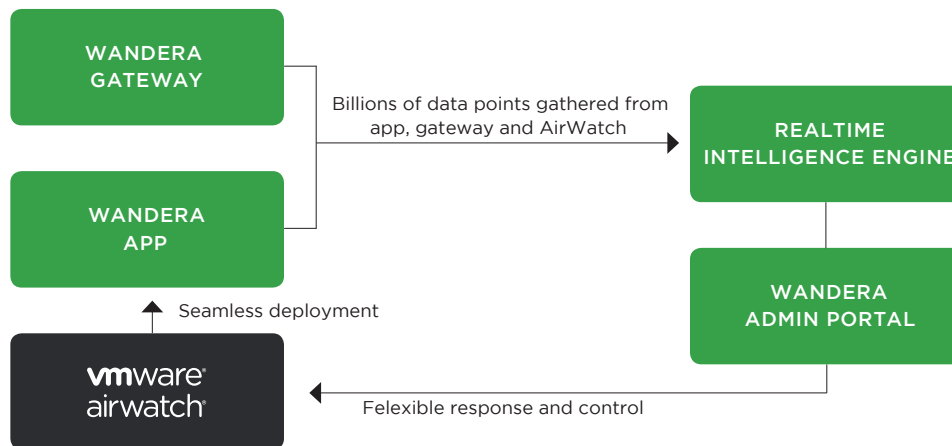 WANDERA
GATEWAY
Billions of data points gathered from
app, gateway and AirWatch
REALTIME
INTELLIGENCE ENGINE
WANDERA
APP
WANDERA
ADMIN PORTAL
Seamless deployment
vmware®
airwatch®
Felexible response and control